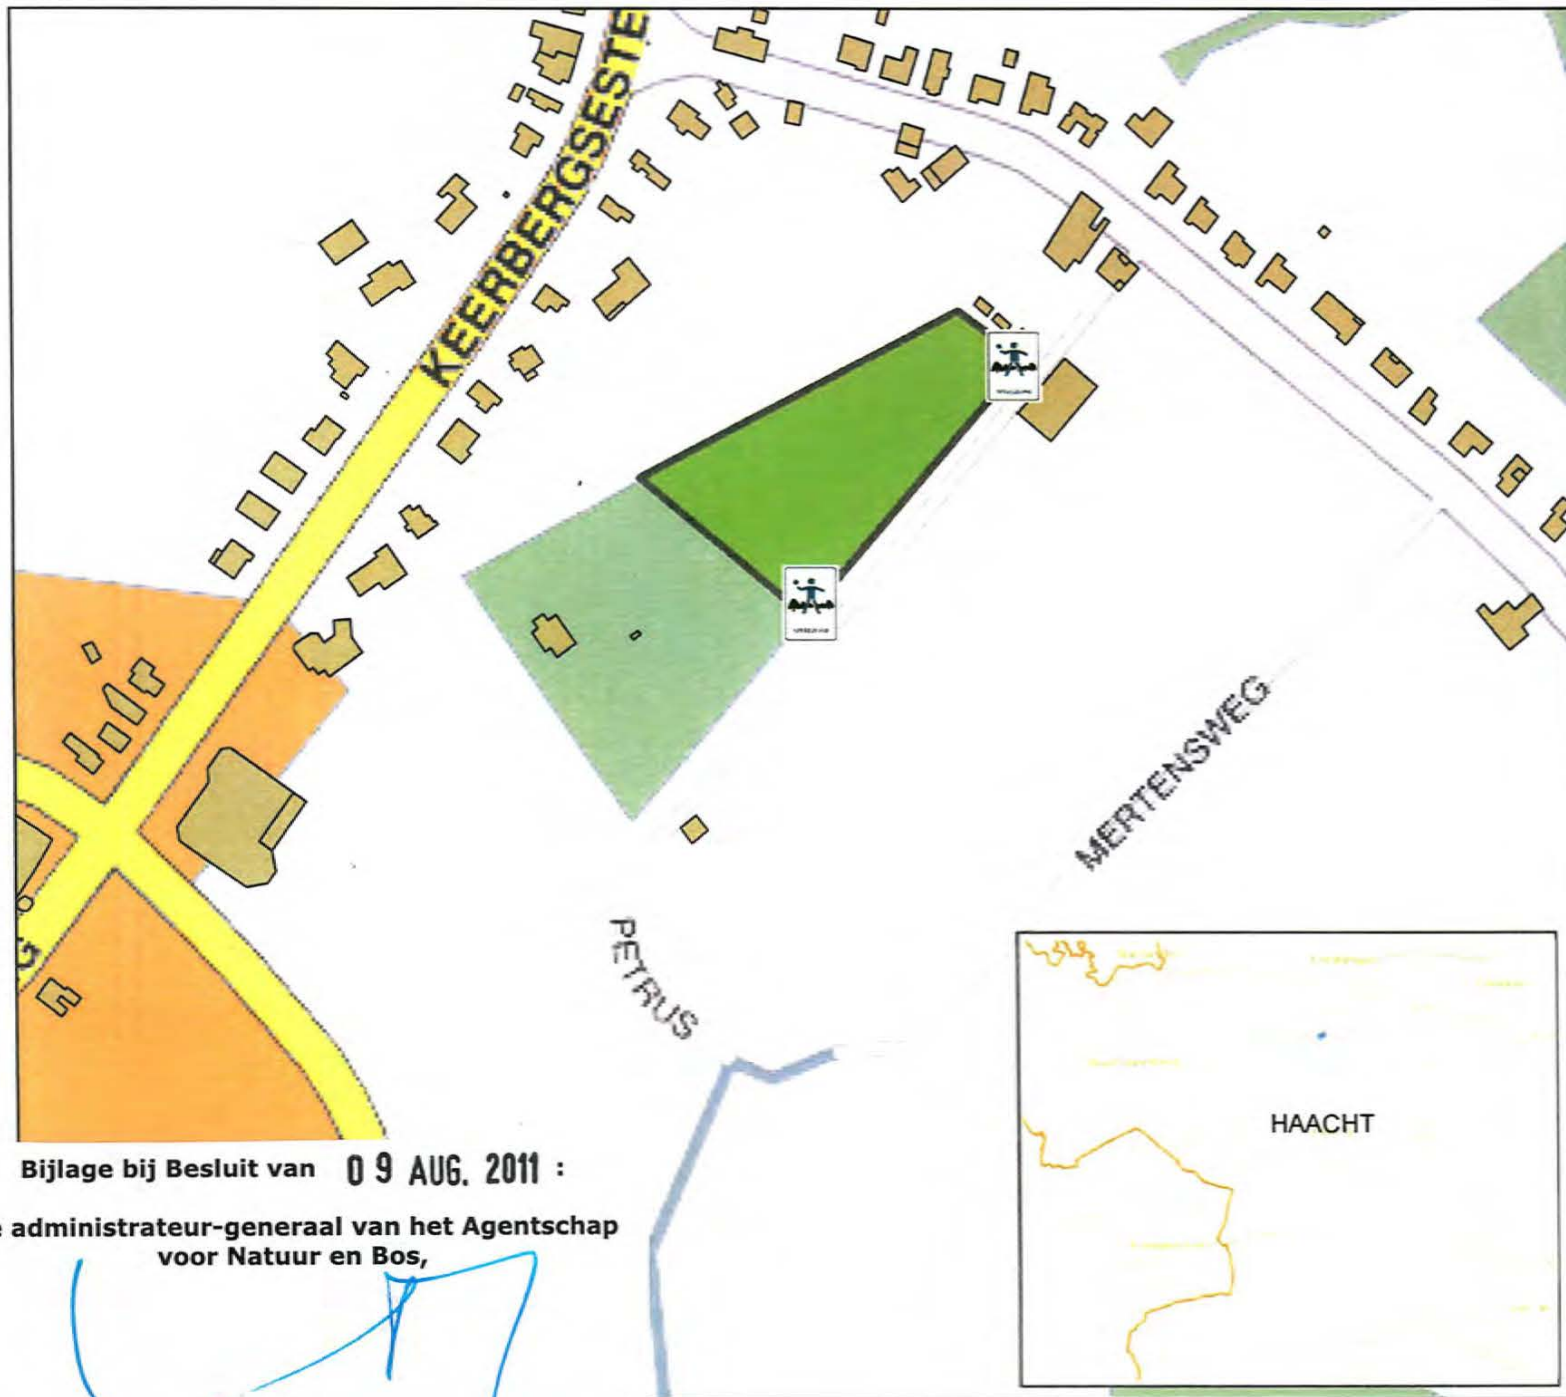 KEERBERGSESTE
MERTENSWEG
PETRUS
G
HAACHT
Bijlage bij Besluit van 09 AUG. 2011 :
administrateur-generaal van het Agentschap
voor Natuur en Bos,